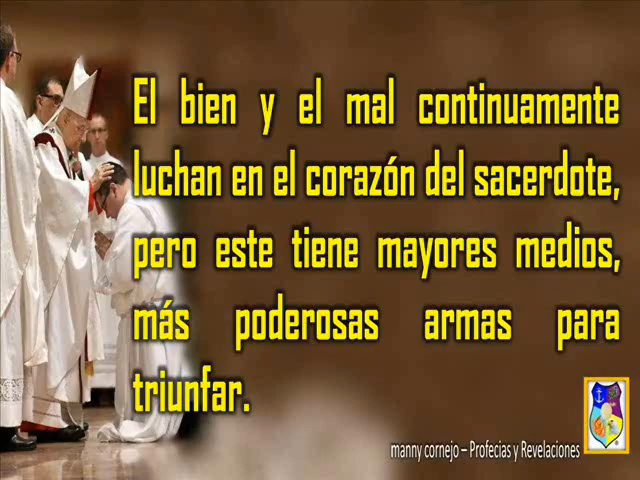 El bien y el mal continuamente
luchan en el corazón del sacerdote,
pero este tiene mayores medios,
más poderosas armas para
triunfar.
manny cornejo – Profecias y Revelaciones